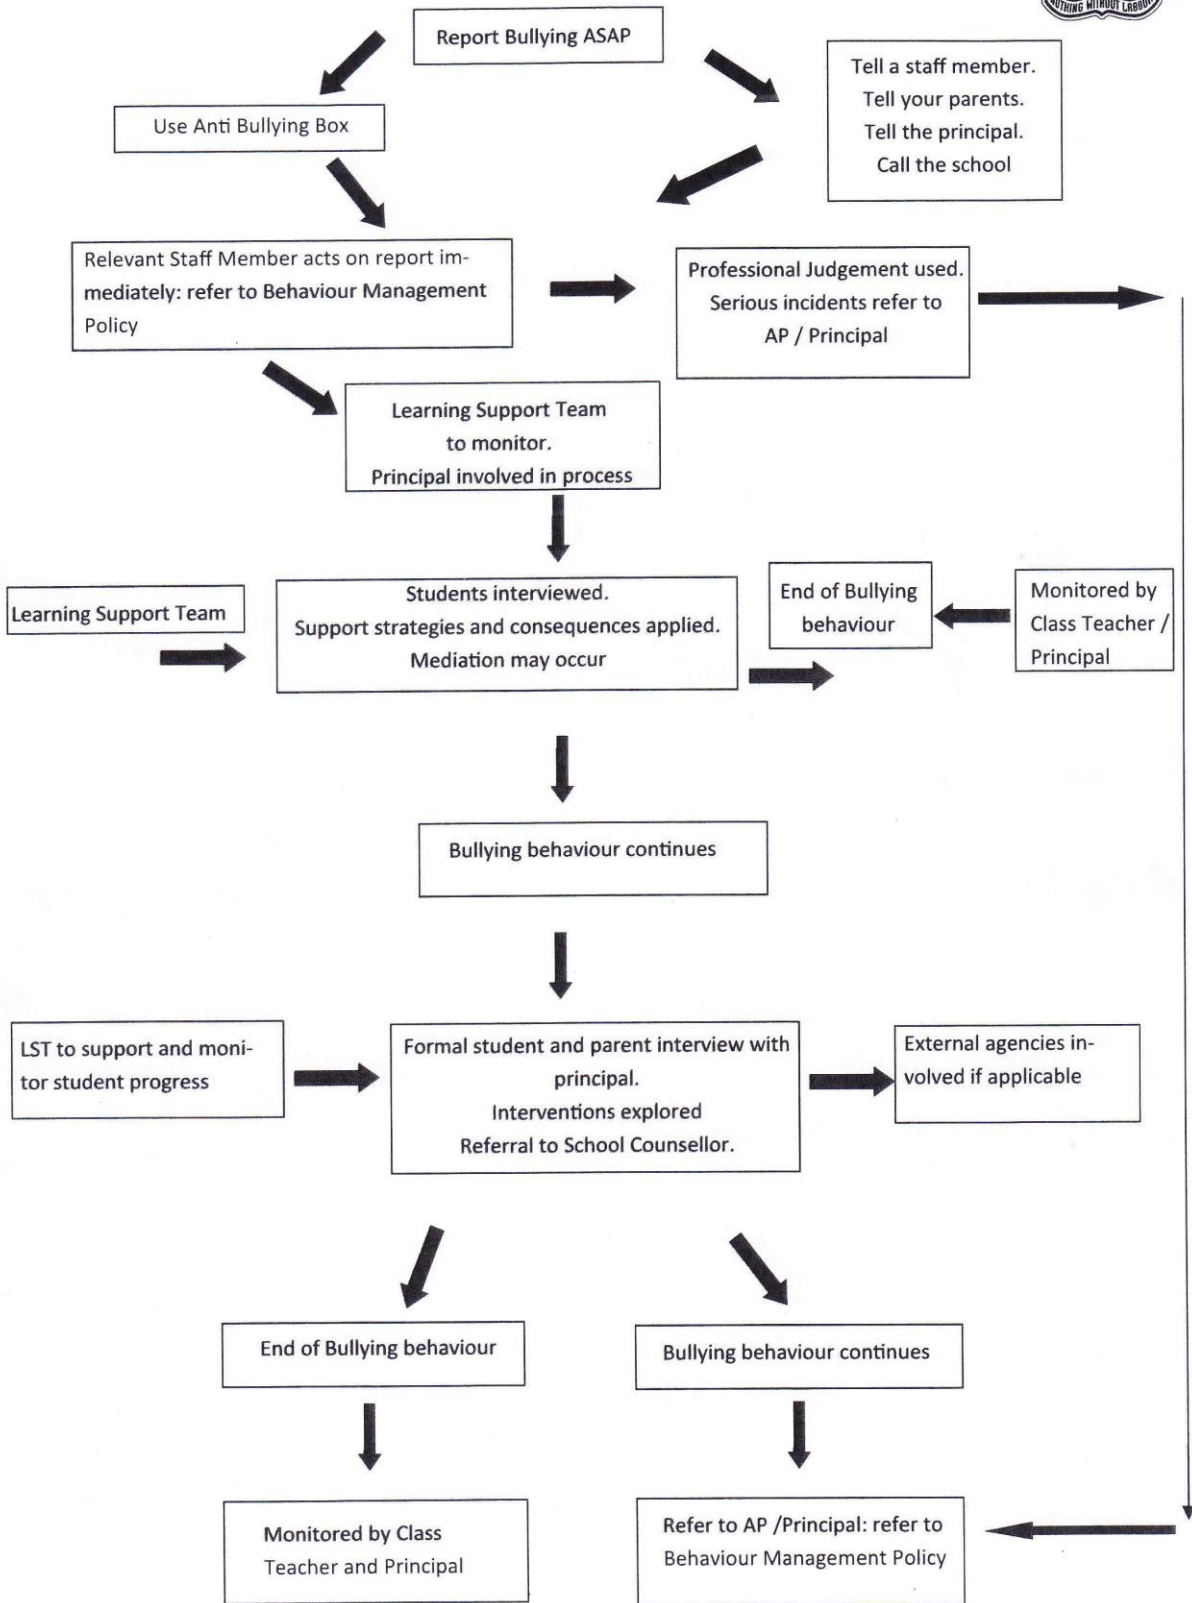 NOTHING WITHOUT LABOUR
Report Bullying ASAP
Tell a staff member.
Tell your parents.
Tell the principal.
Call the school
Use Anti Bullying Box
Relevant Staff Member acts on report im-
mediately: refer to Behaviour Management
Policy
Professional Judgement used.
Serious incidents refer to
AP / Principal
Learning Support Team
to monitor.
Principal involved in process
Learning Support Team
Students interviewed.
Support strategies and consequences applied.
Mediation may occur
End of Bullying
behaviour
Monitored by
Class Teacher /
Principal
Bullying behaviour continues
LST to support and moni-
tor student progress
Formal student and parent interview with
principal.
Interventions explored
Referral to School Counsellor.
External agencies in-
volved if applicable
End of Bullying behaviour
Bullying behaviour continues
Monitored by Class
Teacher and Principal
Refer to AP /Principal: refer to
Behaviour Management Policy